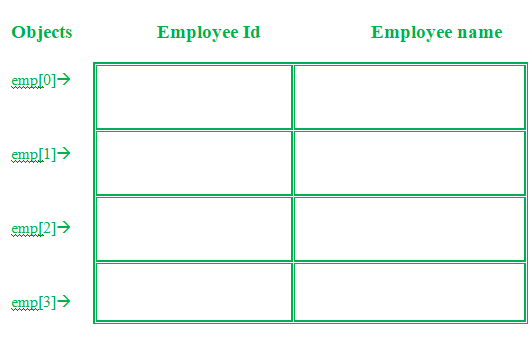 Objects Employee Id Employee name
emp[0]→
emp[1]→
emp[2]→
emp[3]→